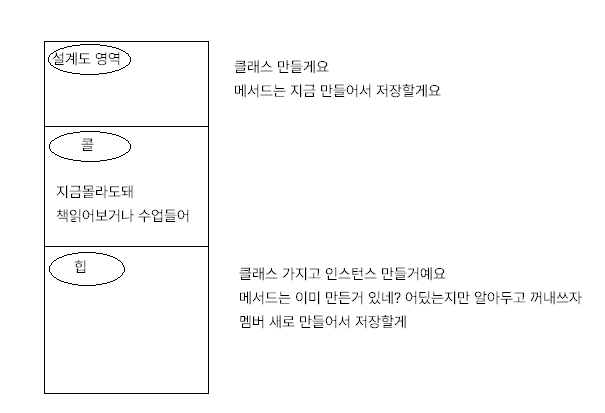 설계도 영역
클래스 만들게요
메서드는 지금 만들어서 저장할게요
콜
지금몰라도돼
책읽어보거나 수업들어
힙
클래스 가지고 인스턴스 만들거예요
메서드는 이미 만든거 있네? 어딨는지만 알아두고 꺼내쓰자
멤버 새로 만들어서 저장할게